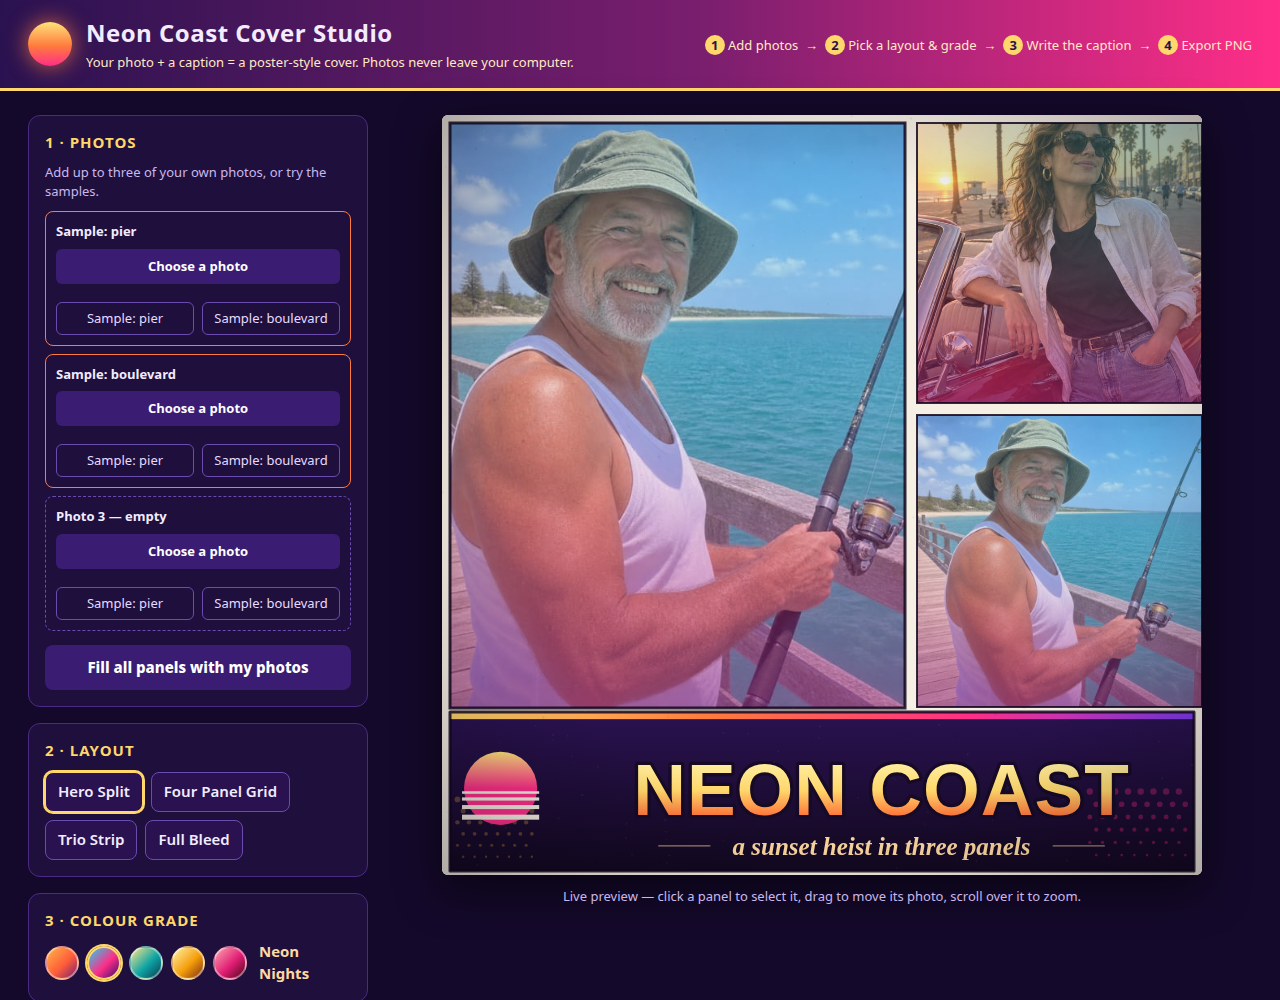 Neon Coast Cover Studio
Your photo + a caption = a poster-style cover. Photos never leave your computer.
1 Add photos → 2 Pick a layout & grade → 3 Write the caption → 4 Export PNG
1 · PHOTOS
Add up to three of your own photos, or try the
samples.
Sample: pier
Choose a photo
Sample: pier Sample: boulevard
Sample: boulevard
Choose a photo
Sample: pier Sample: boulevard
Photo 3 — empty
Choose a photo
Sample: pier Sample: boulevard
Fill all panels with my photos
2 · LAYOUT
Hero Split Four Panel Grid
Trio Strip Full Bleed
3 · COLOUR GRADE
Neon
Nights
NEON COAST
a sunset heist in three panels
Live preview — click a panel to select it, drag to move its photo, scroll over it to zoom.